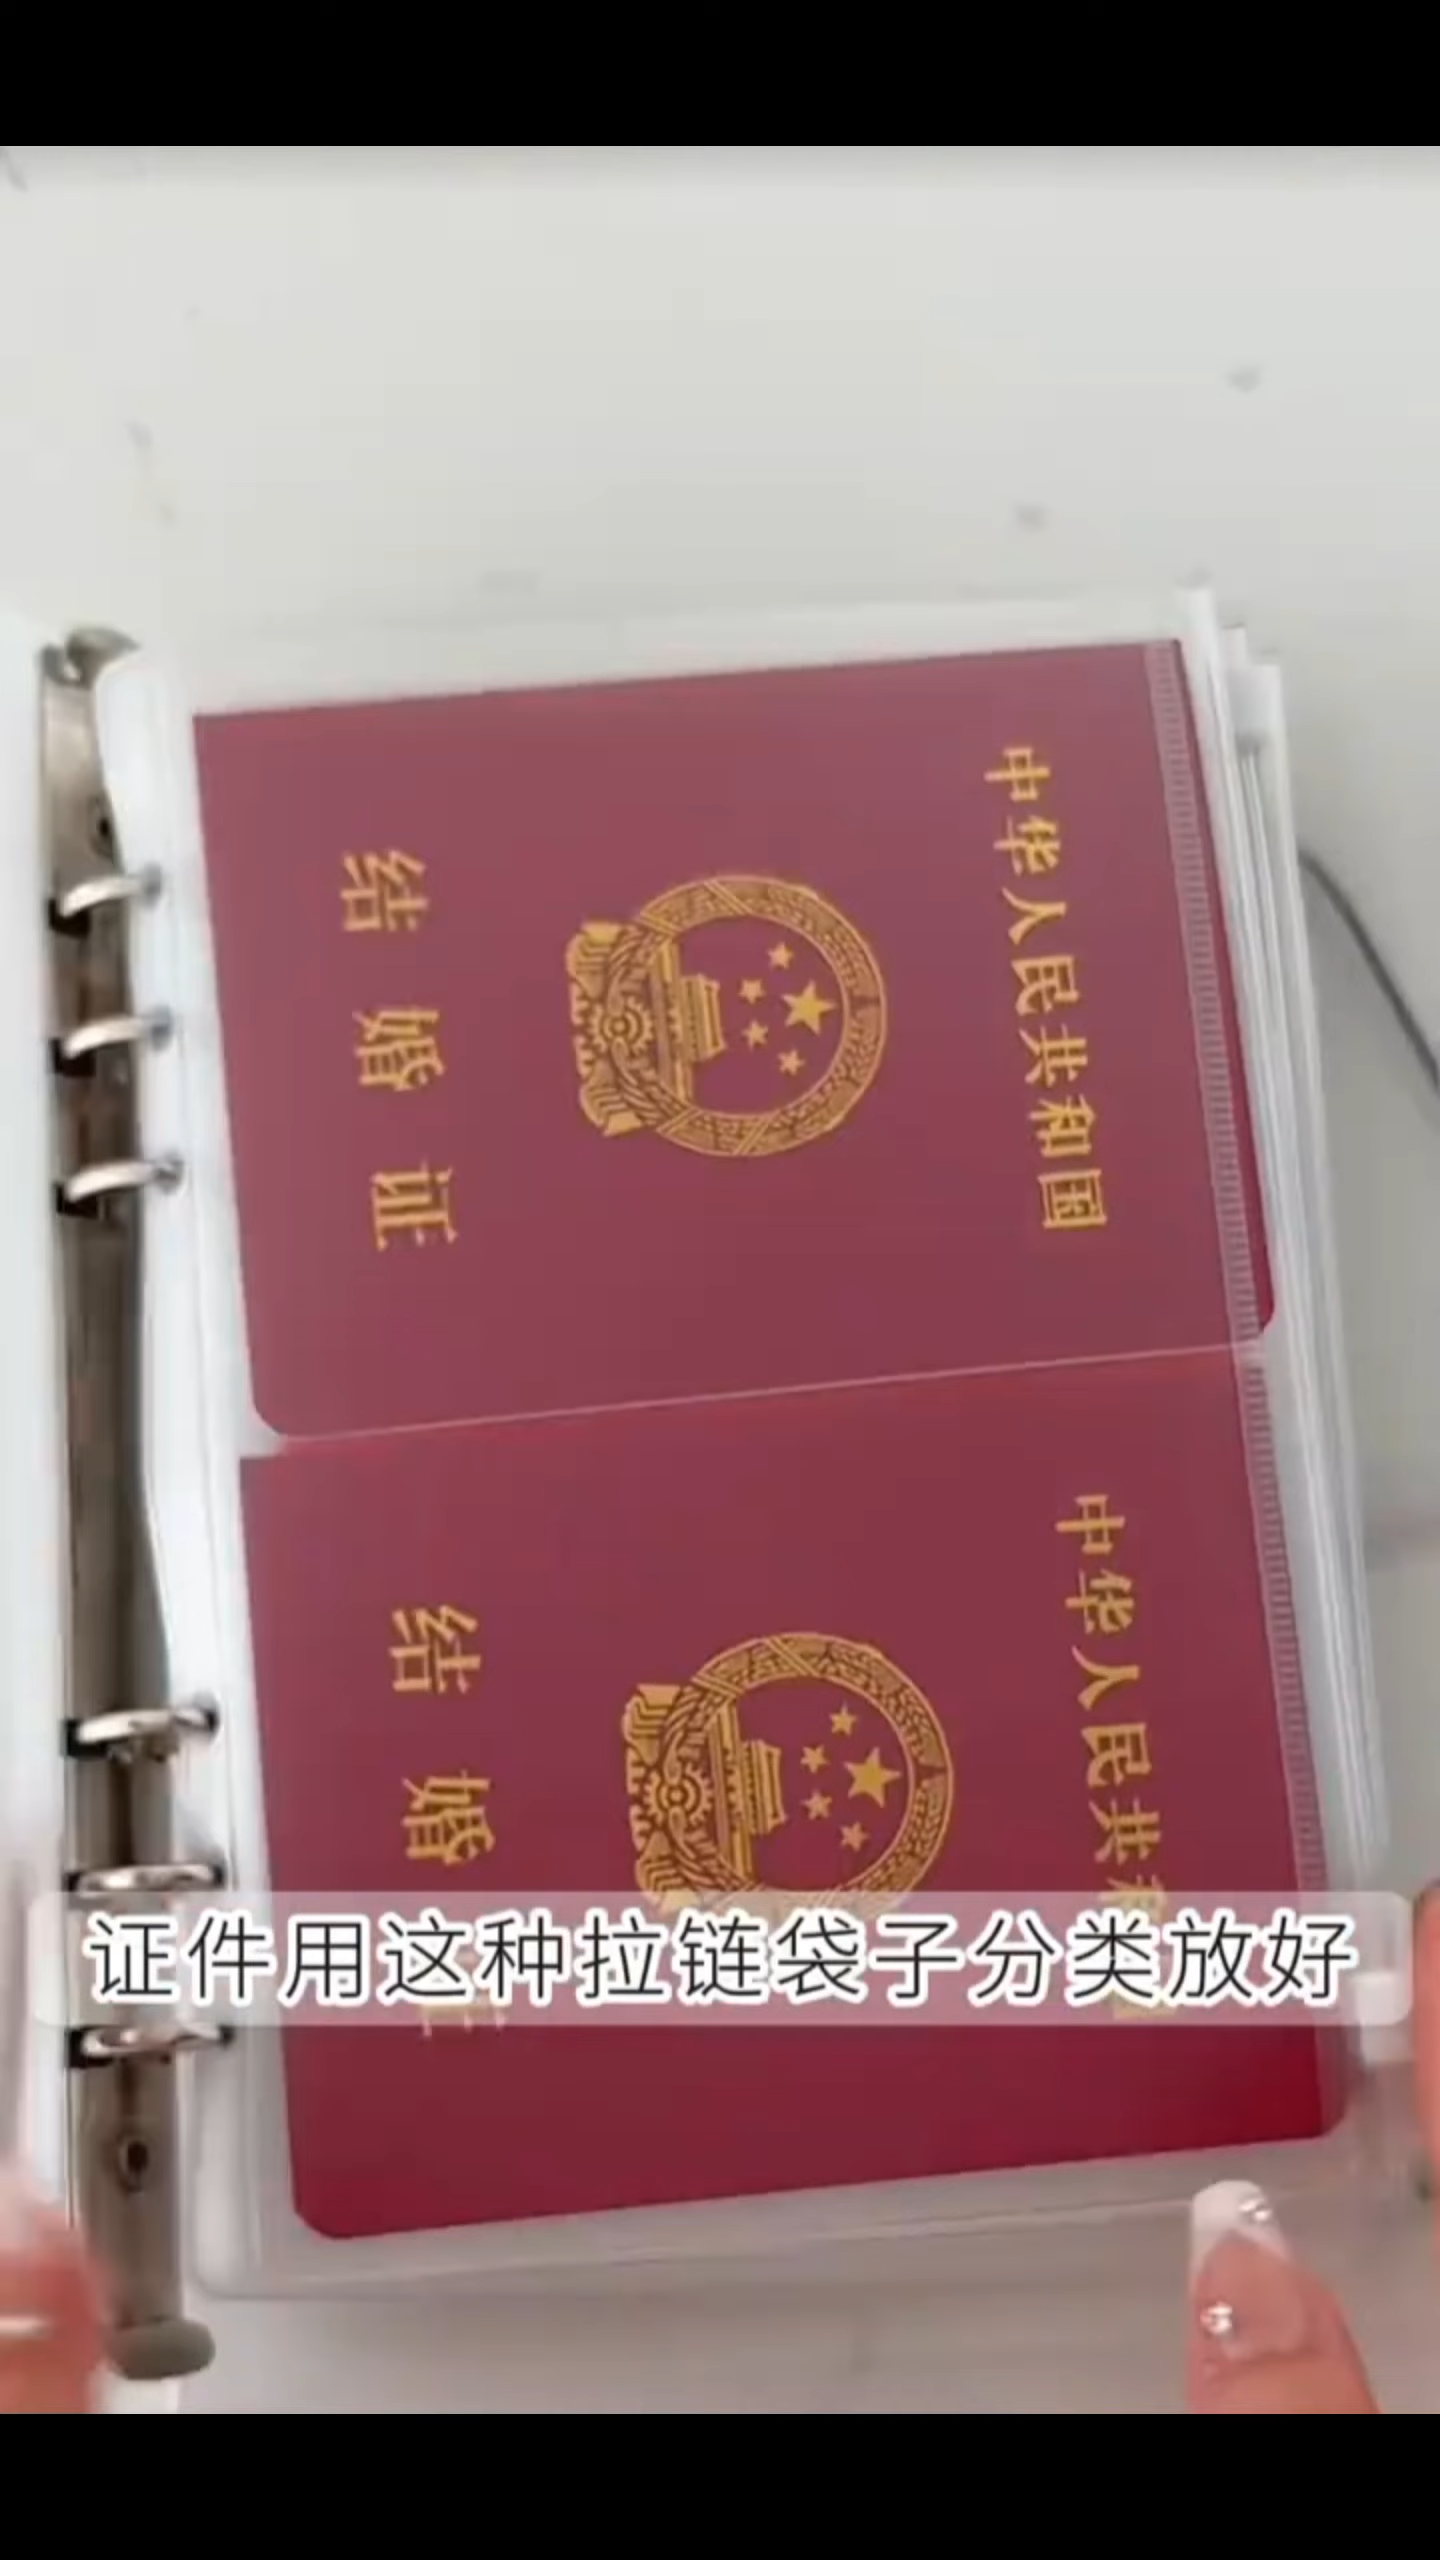 中华人民共和国
结婚证
中华人民共
结婚
证件用这种拉链袋子分类放好